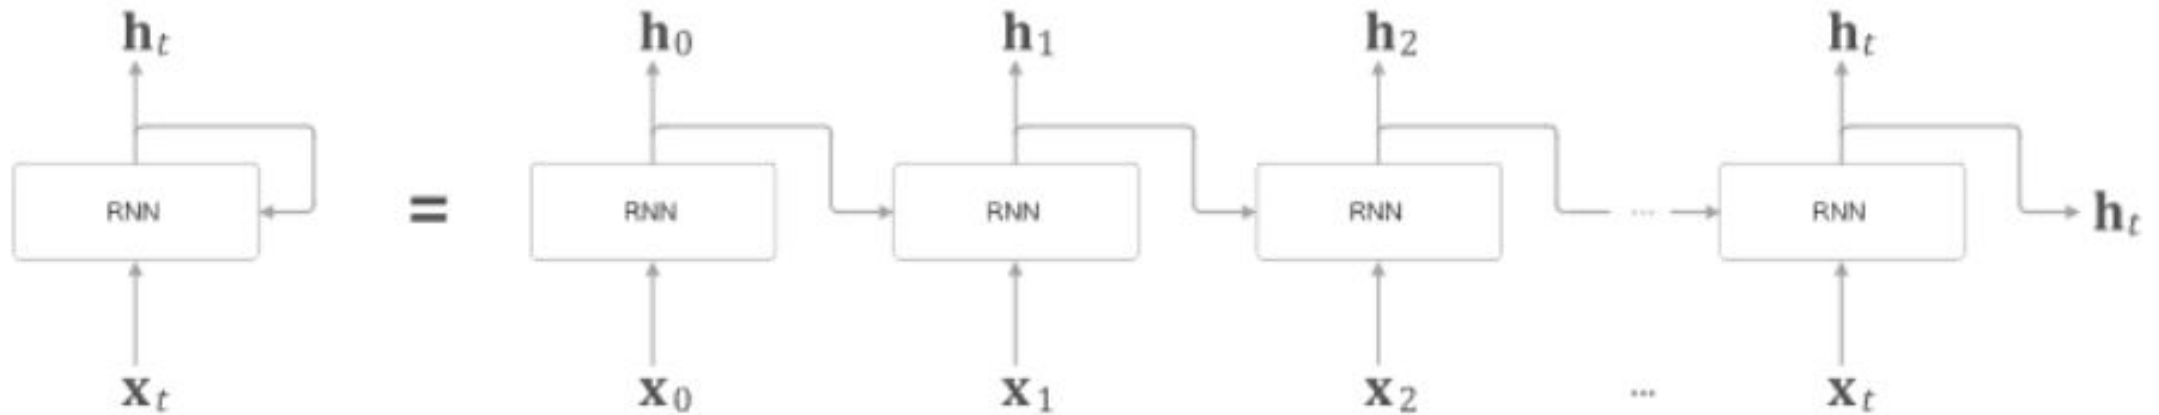 h_t h_0 h_1 h_2 h_t
RNN = RNN RNN RNN ... RNN h_t
x_t x_0 x_1 x_2 ... x_t